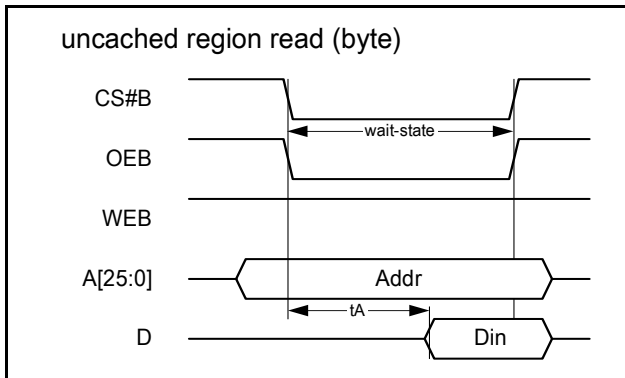 uncached region read (byte)
CS#B
wait-state
OEB
WEB
A[25:0]
Addr
tA
D
Din